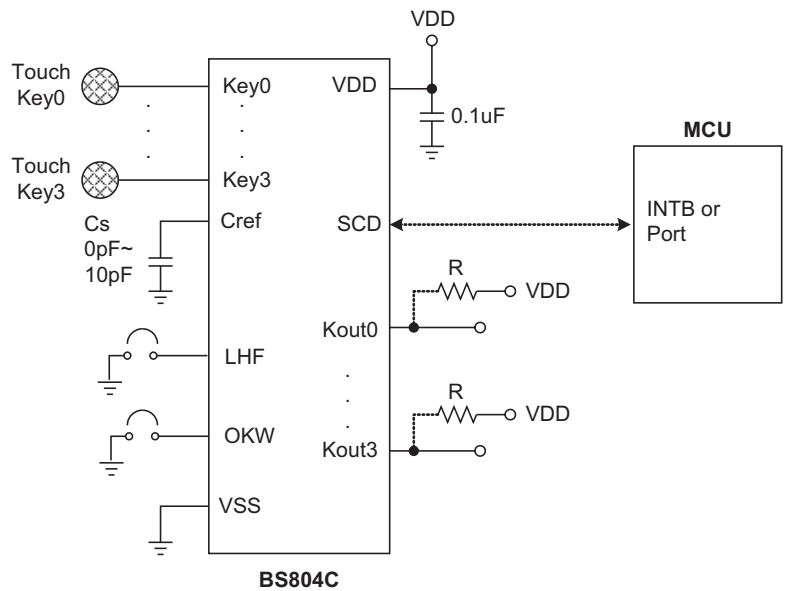 VDD
Touch
Key0
Key0
VDD
0.1uF
MCU
Touch
Key3
Key3
Cs
0pF~
10pF
Cref
SCD
INTB or
Port
R
VDD
Kout0
LHF
R
VDD
OKW
Kout3
VSS
BS804C